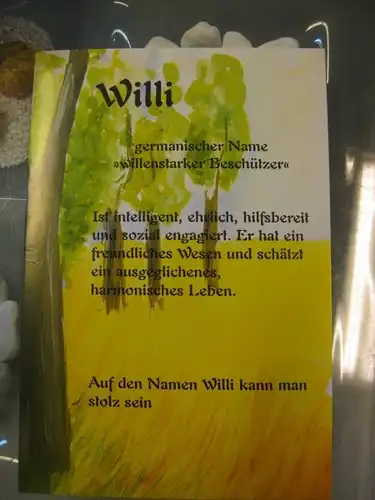 Willi
germanischer Name
»willenstarker Beschützer«
Ist intelligent, ehrlich, hilfsbereit
und sozial engagiert. Er hat ein
freundliches Wesen und schätzt
ein ausgeglichenes,
harmonisches Leben.
Auf den Namen Willi kann man
stolz sein